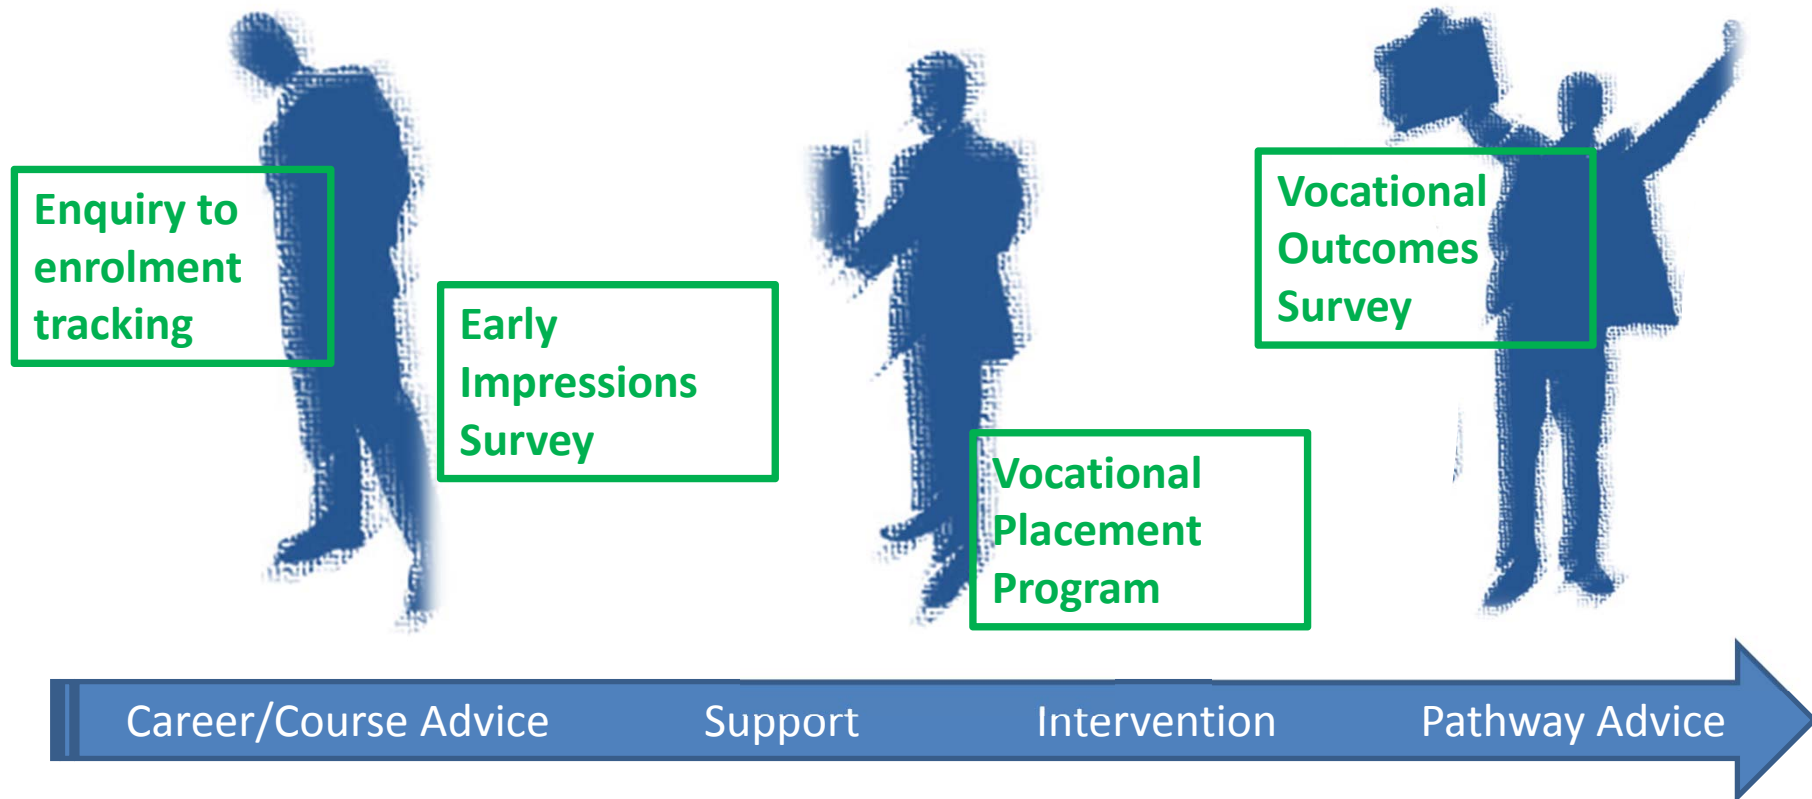 Enquiry to
enrolment
tracking
Early
Impressions
Survey
Vocational
Placement
Program
Vocational
Outcomes
Survey
Career/Course Advice
Support
Intervention
Pathway Advice